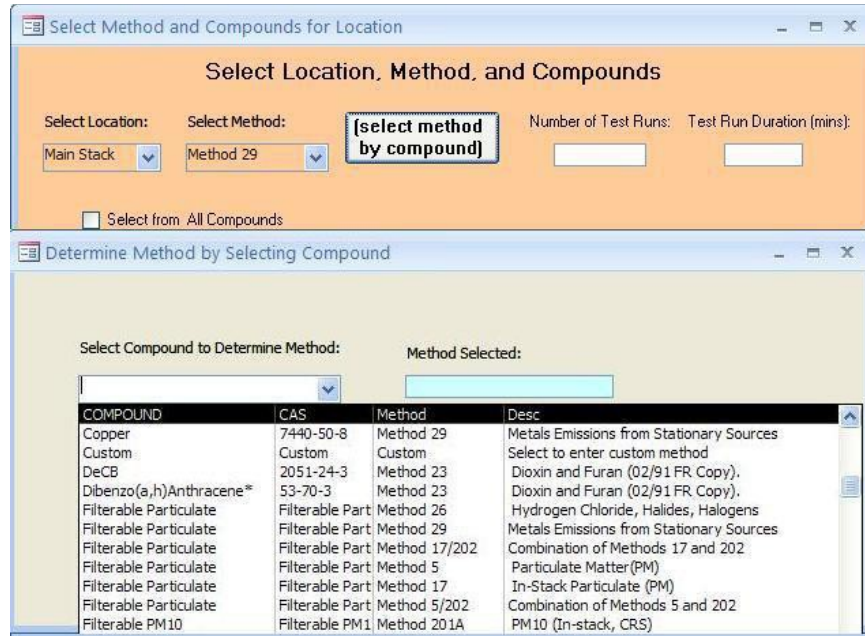 Select Method and Compounds for Location
Select Location, Method, and Compounds
Select Location: Select Method: (select method by compound) Number of Test Runs: Test Run Duration (mins):
Main Stack Method 29
Select from All Compounds
Determine Method by Selecting Compound
Select Compound to Determine Method: Method Selected:
COMPOUND CAS Method Desc
Copper 7440-50-8 Method 29 Metals Emissions from Stationary Sources
Custom Custom Custom Select to enter custom method
DeCB 2051-24-3 Method 23 Dioxin and Furan (02/91 FR Copy).
Dibenzo(a,h)Anthracene* 53-70-3 Method 23 Dioxin and Furan (02/91 FR Copy).
Filterable Particulate Filterable Part Method 26 Hydrogen Chloride, Halides, Halogens
Filterable Particulate Filterable Part Method 29 Metals Emissions from Stationary Sources
Filterable Particulate Filterable Part Method 17/202 Combination of Methods 17 and 202
Filterable Particulate Filterable Part Method 5 Particulate Matter(PM)
Filterable Particulate Filterable Part Method 17 In-Stack Particulate (PM)
Filterable Particulate Filterable Part Method 5/202 Combination of Methods 5 and 202
Filterable PM10 Filterable PM1 Method 201A PM10 (In-stack, CRS)